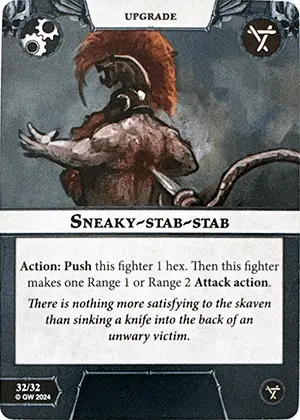 UPGRADE
SNEAKY-STAB-STAB
Action: Push this fighter 1 hex. Then this fighter
makes one Range 1 or Range 2 Attack action.
There is nothing more satisfying to the skaven
than sinking a knife into the back of an
unwary victim.
32/32
© GW 2024